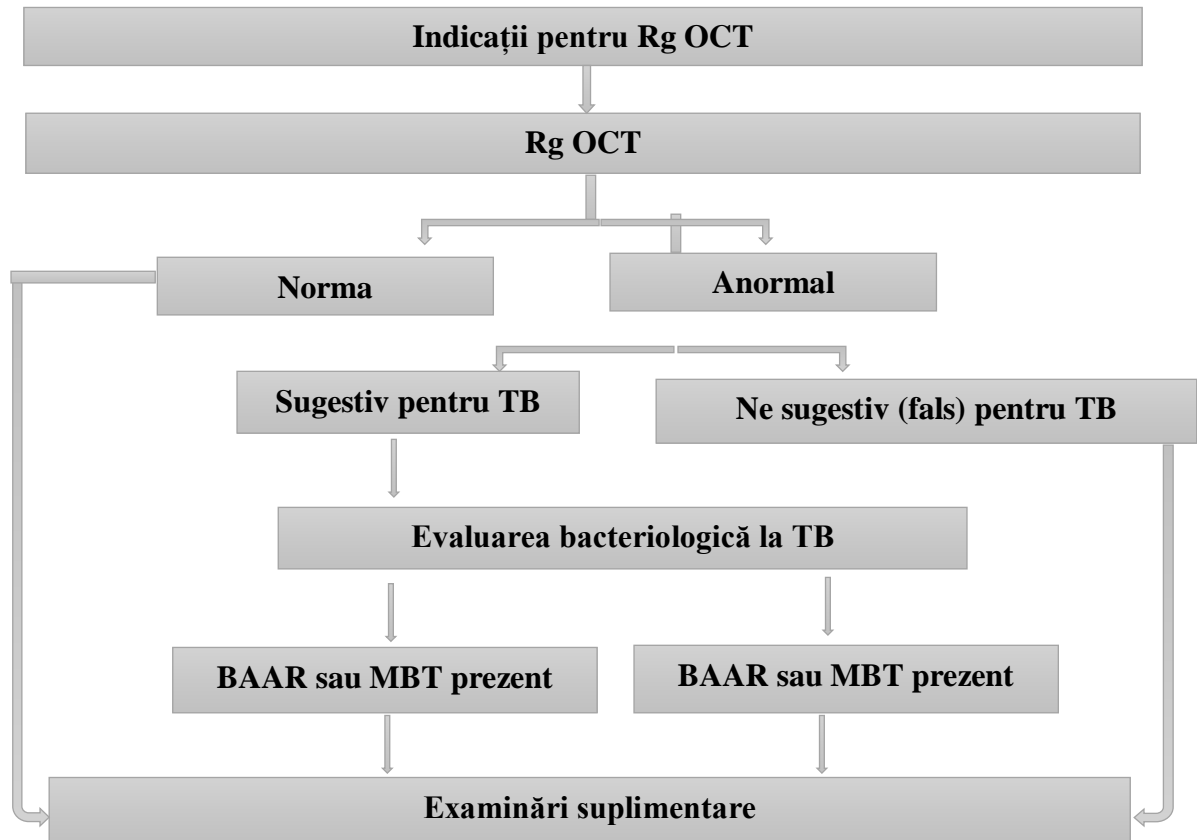 Indicații pentru Rg OCT
Rg OCT
Norma
Anormal
Sugestiv pentru TB
Ne sugestiv (fals) pentru TB
Evaluarea bacteriologică la TB
BAAR sau MBT prezent
BAAR sau MBT prezent
Examinări suplimentare